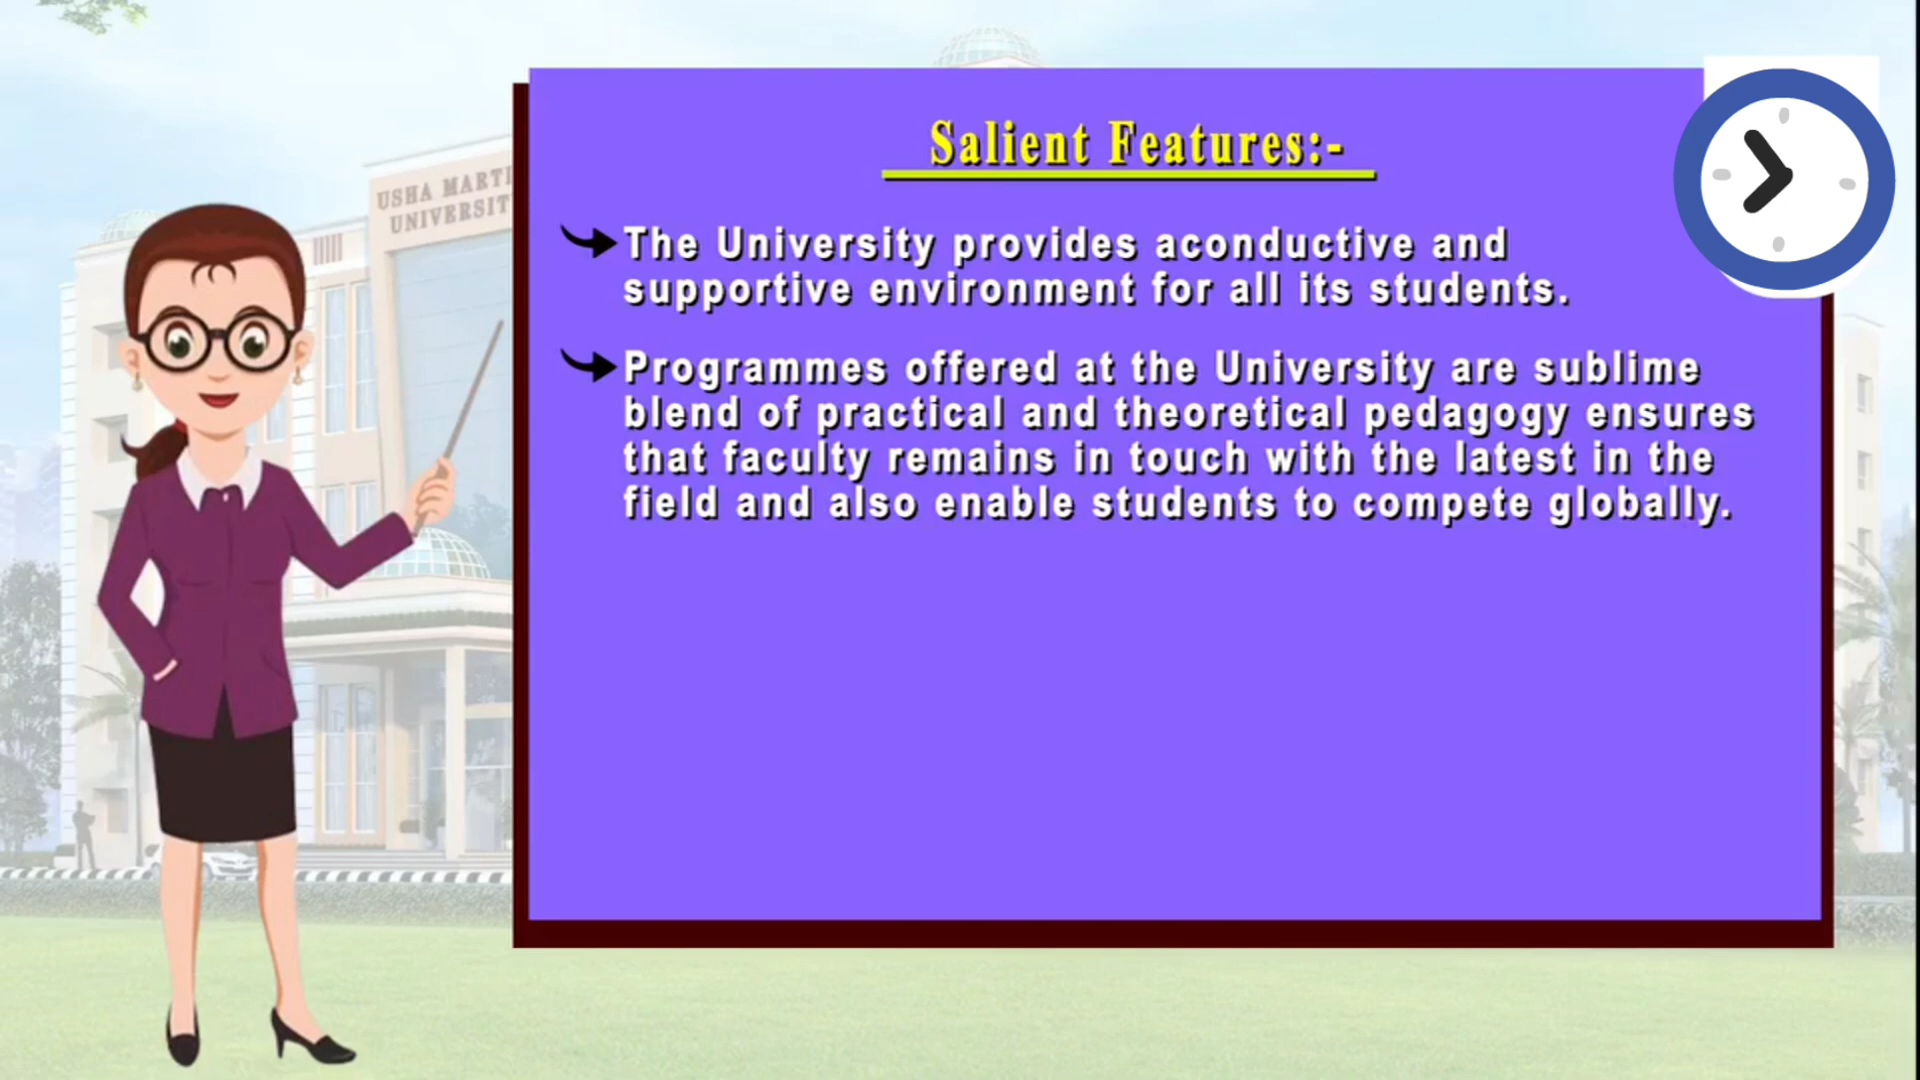 USHA MARTI
UNIVERSIT
Salient Features:-
The University provides aconductive and
supportive environment for all its students.
Programmes offered at the University are sublime
blend of practical and theoretical pedagogy ensures
that faculty remains in touch with the latest in the
field and also enable students to compete globally.